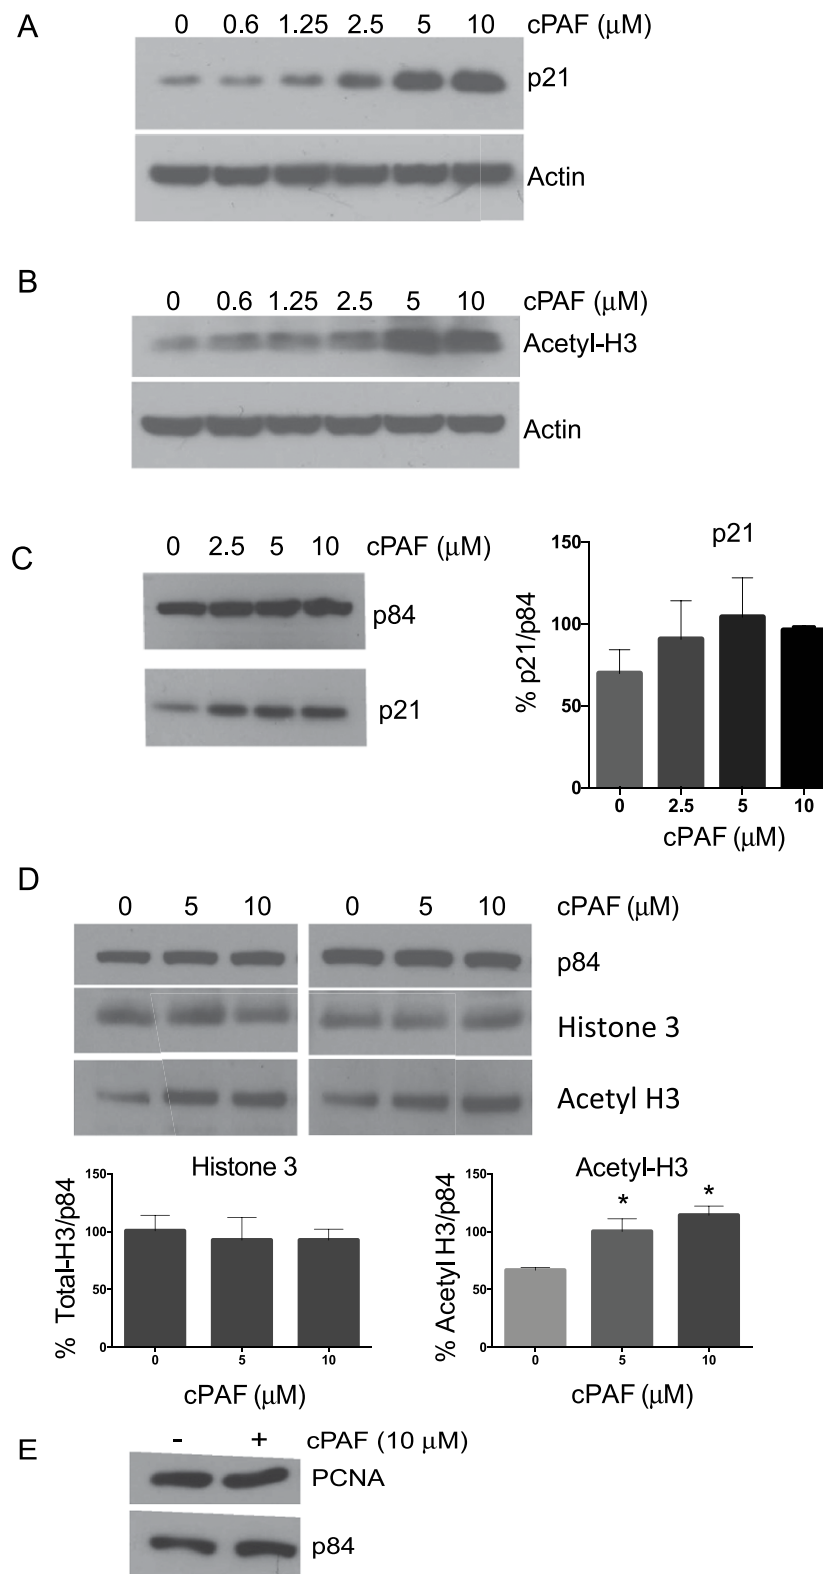 A
0 0.6 1.25 2.5 5 10 cPAF (μM)
p21
Actin
B
0 0.6 1.25 2.5 5 10 cPAF (μM)
Acetyl-H3
Actin
C
0 2.5 5 10 cPAF (μM)
p84
p21
p21
% p21/p84
150
100
50
0
0 2.5 5 10
cPAF (μM)
D
0 5 10 0 5 10 cPAF (μM)
p84
Histone 3
Acetyl H3
Histone 3
% Total-H3/p84
150
100
50
0
0 5 10
cPAF (μM)
Acetyl-H3
% Acetyl H3/p84
150
100
50
0
* *
0 5 10
cPAF (μM)
E
- + cPAF (10 μM)
PCNA
p84